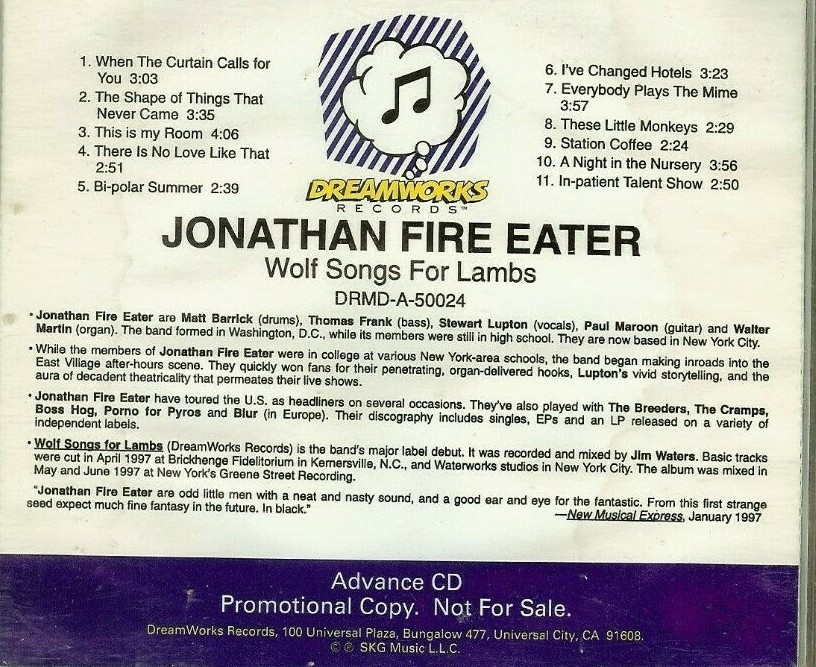 1. When The Curtain Calls for
You 3:03
2. The Shape of Things That
Never Came 3:35
3. This is my Room 4:06
4. There Is No Love Like That
2:51
5. Bi-polar Summer 2:39
6. I've Changed Hotels 3:23
7. Everybody Plays The Mime
3:57
8. These Little Monkeys 2:29
9. Station Coffee 2:24
10. A Night in the Nursery 3:56
11. In-patient Talent Show 2:50
DREAMWORKS
RECORDS™
JONATHAN FIRE EATER
Wolf Songs For Lambs
DRMD-A-50024
• Jonathan Fire Eater are Matt Barrick (drums), Thomas Frank (bass), Stewart Lupton (vocals), Paul Maroon (guitar) and Walter
Martin (organ). The band formed in Washington, D.C., while its members were still in high school. They are now based in New York City.
• While the members of Jonathan Fire Eater were in college at various New York-area schools, the band began making inroads into the
East Village after-hours scene. They quickly won fans for their penetrating, organ-delivered hooks, Lupton's vivid storytelling, and the
aura of decadent theatricality that permeates their live shows.
• Jonathan Fire Eater have toured the U.S. as headliners on several occasions. They've also played with The Breeders, The Cramps,
Boss Hog, Porno for Pyros and Blur (in Europe). Their discography includes singles, EPs and an LP released on a variety of
independent labels.
• Wolf Songs for Lambs (DreamWorks Records) is the band's major label debut. It was recorded and mixed by Jim Waters. Basic tracks
were cut in April 1997 at Brickhenge Fidelitorium in Kernersville, N.C., and Waterworks studios in New York City. The album was mixed in
May and June 1997 at New York's Greene Street Recording.
"Jonathan Fire Eater are odd little men with a neat and nasty sound, and a good ear and eye for the fantastic. From this first strange
seed expect much fine fantasy in the future. In black."
—New Musical Express, January 1997
Advance CD
Promotional Copy. Not For Sale.
DreamWorks Records, 100 Universal Plaza, Bungalow 477, Universal City, CA 91608.
© ℗ SKG Music L.L.C.